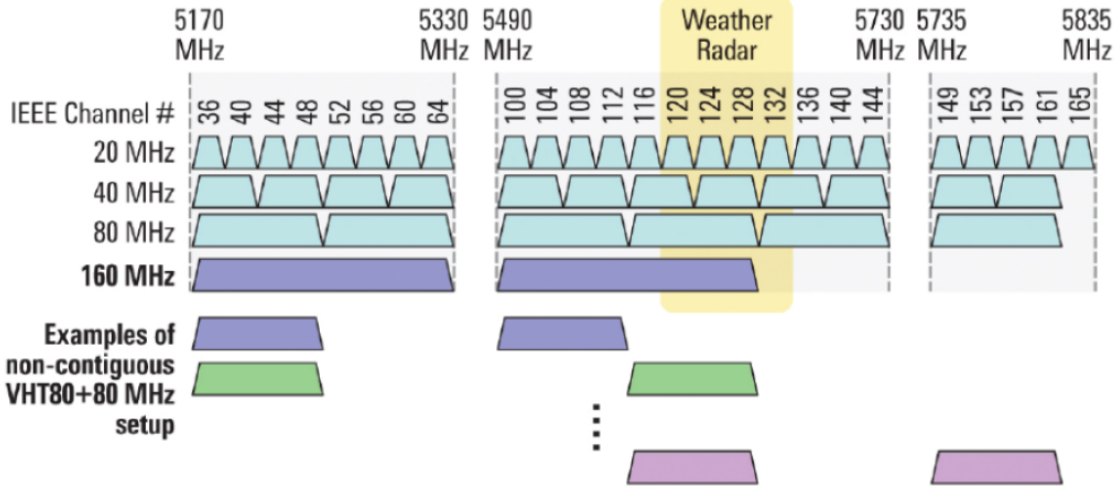 5170 MHz
5330 MHz
5490 MHz
Weather Radar
5730 MHz
5735 MHz
5835 MHz
IEEE Channel # 36 40 44 48 52 56 60 64 100 104 108 112 116 120 124 128 132 136 140 144 149 153 157 161 165
20 MHz
40 MHz
80 MHz
160 MHz
Examples of
non-contiguous
VHT80+80 MHz
setup